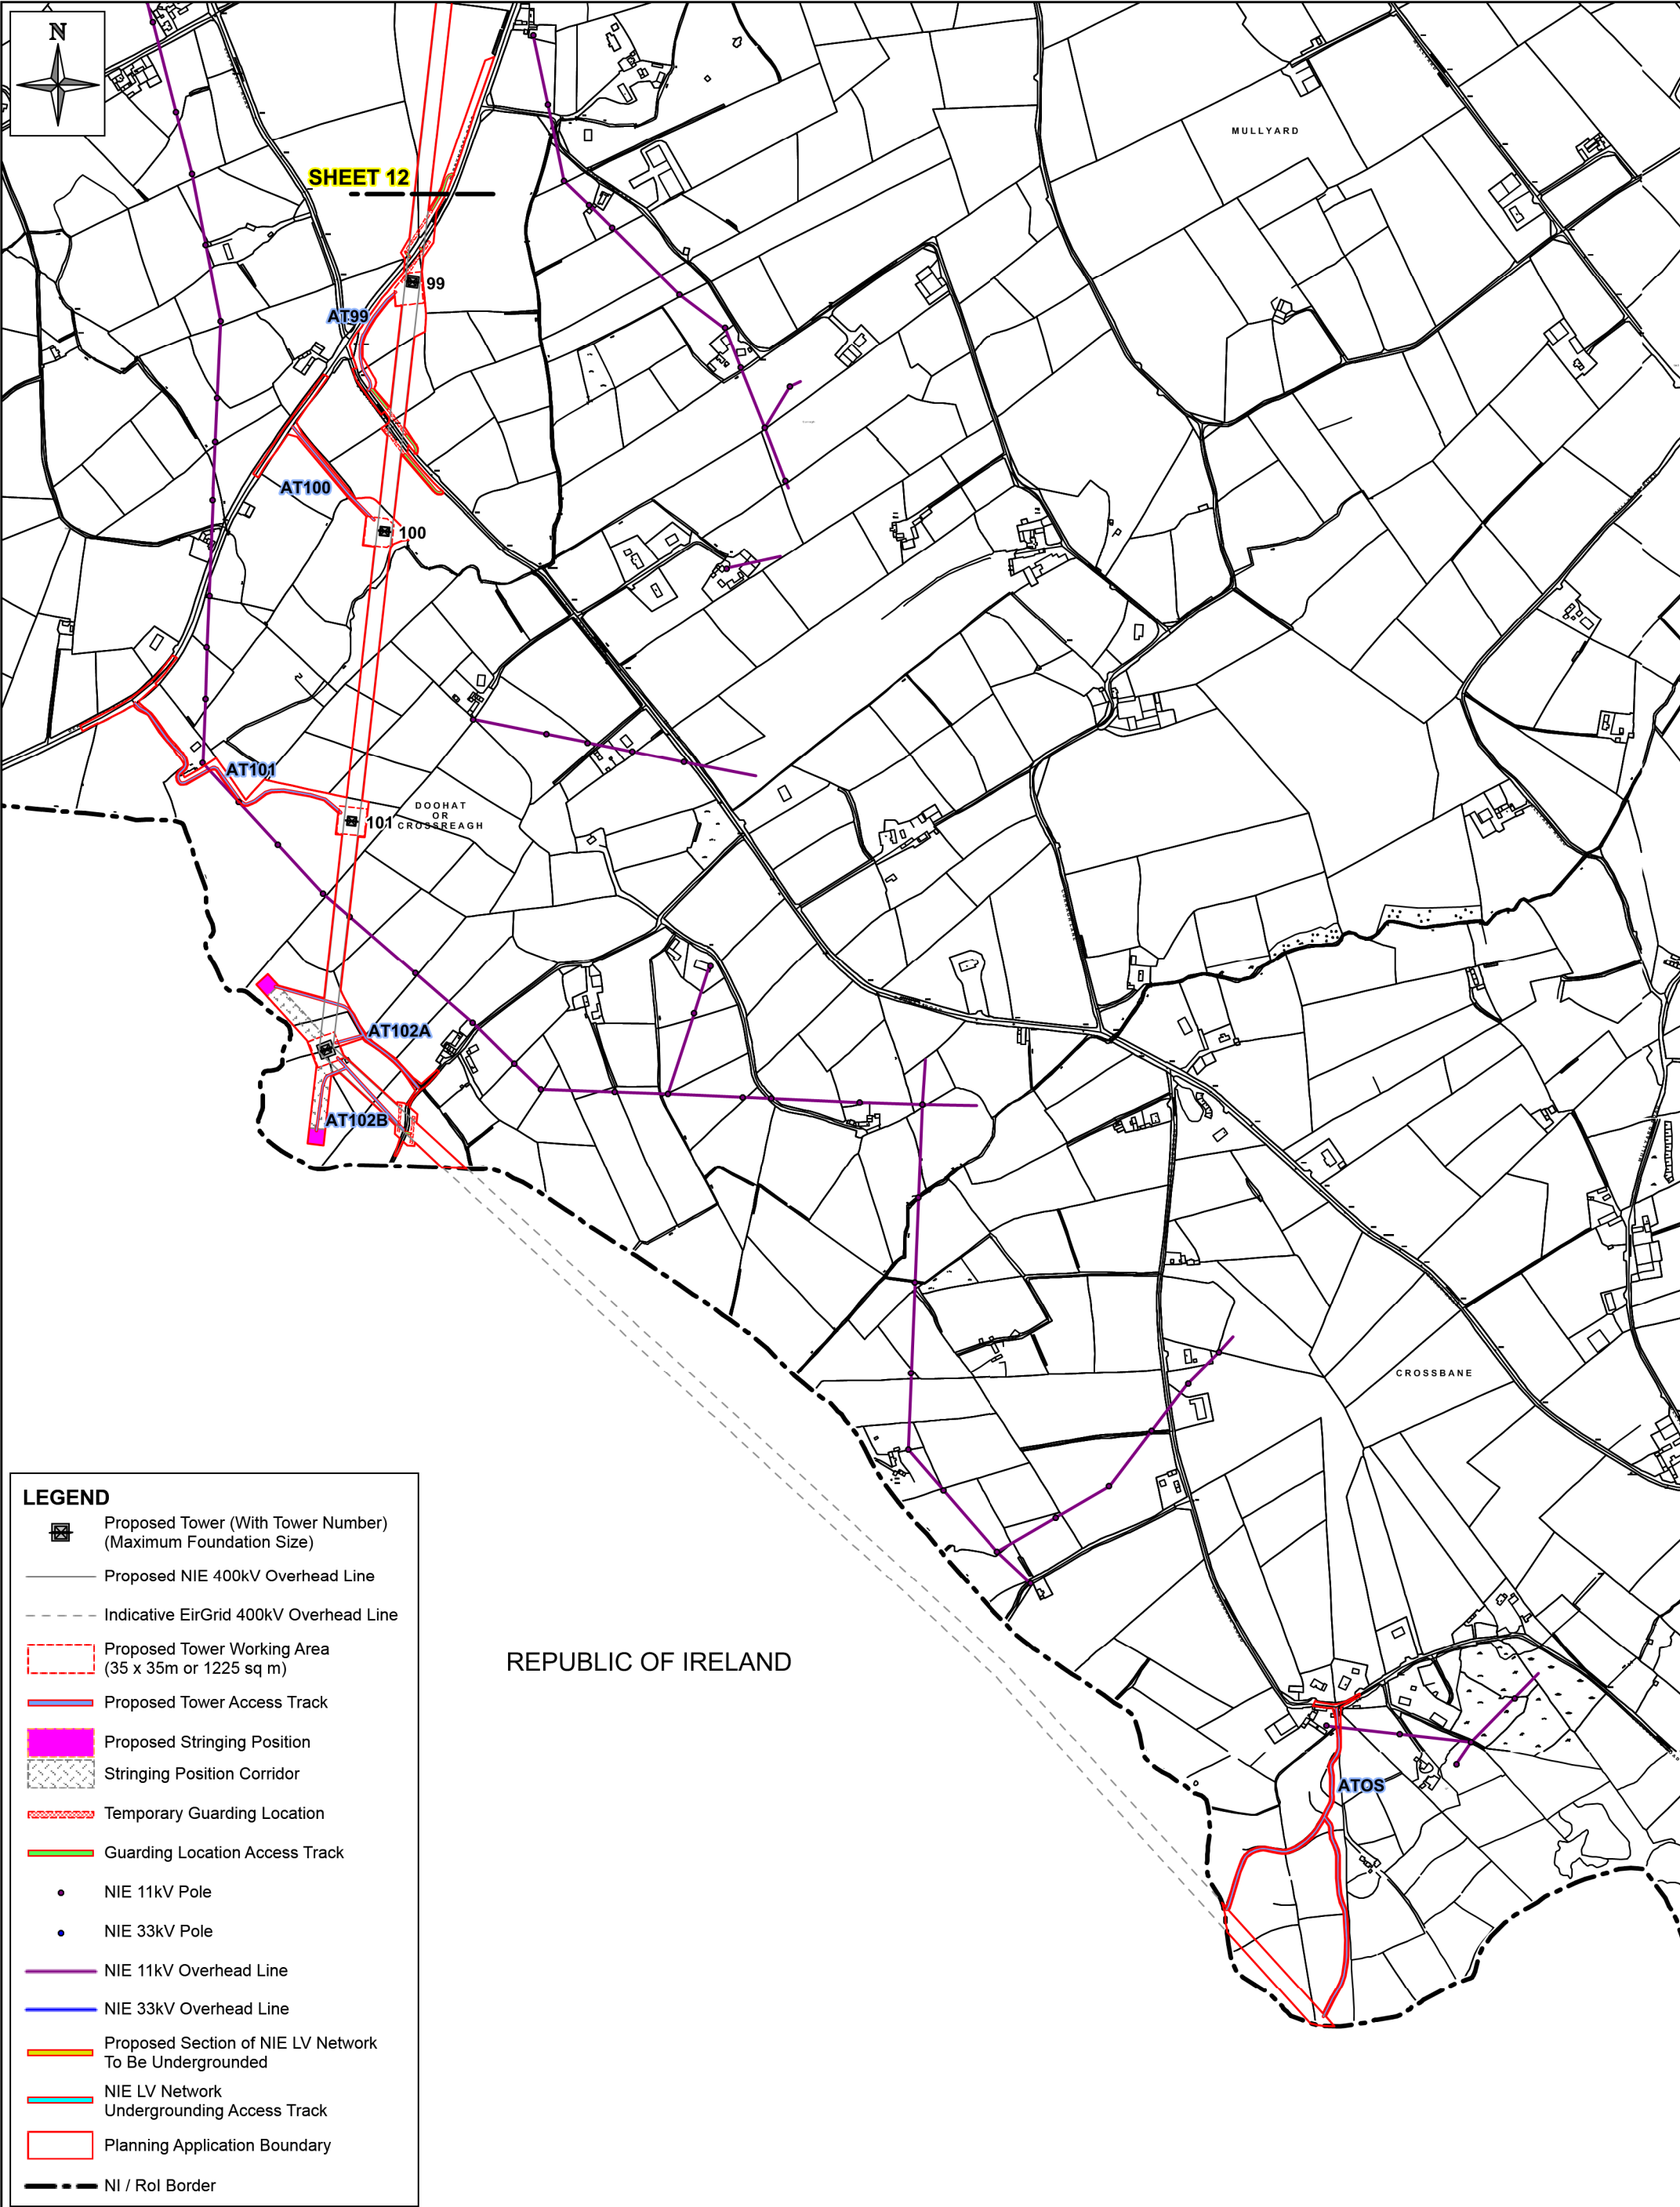 N
MULLYARD
SHEET 12
99
AT99
AT100
100
AT101
DOOHAT
OR
CROSSREAGH
101
AT102A
AT102B
CROSSBANE
REPUBLIC OF IRELAND
ATOS
LEGEND
Proposed Tower (With Tower Number)
(Maximum Foundation Size)
Proposed NIE 400kV Overhead Line
Indicative EirGrid 400kV Overhead Line
Proposed Tower Working Area
(35 x 35m or 1225 sq m)
Proposed Tower Access Track
Proposed Stringing Position
Stringing Position Corridor
Temporary Guarding Location
Guarding Location Access Track
NIE 11kV Pole
NIE 33kV Pole
NIE 11kV Overhead Line
NIE 33kV Overhead Line
Proposed Section of NIE LV Network
To Be Undergrounded
NIE LV Network
Undergrounding Access Track
Planning Application Boundary
NI / RoI Border